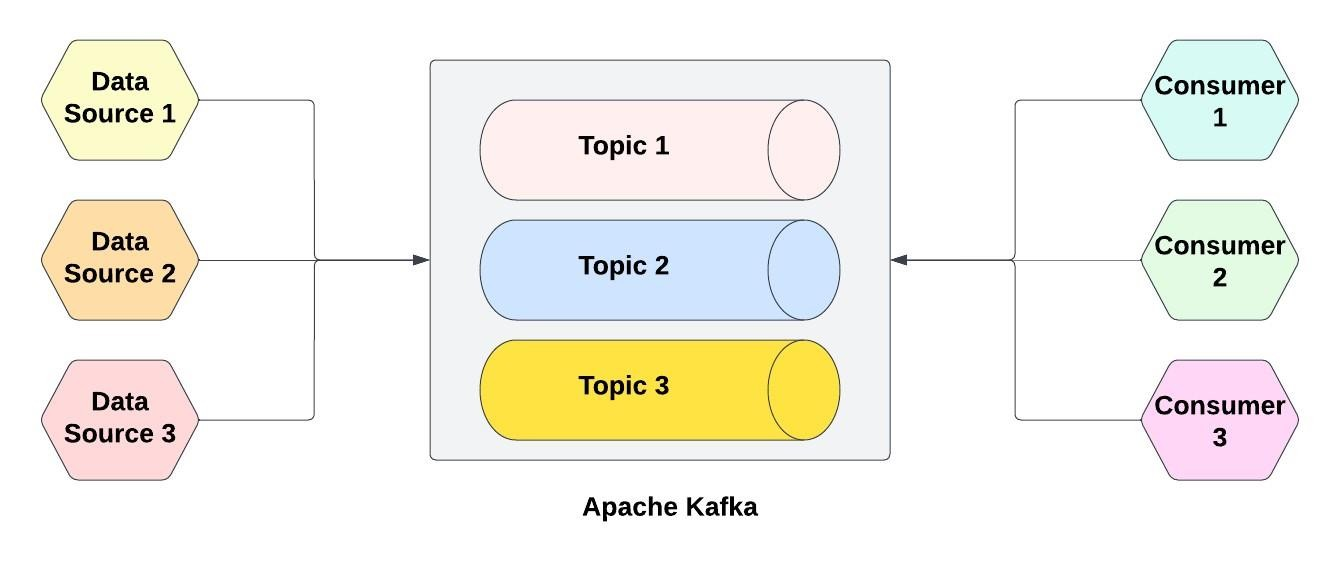 Data
Source 1
Data
Source 2
Data
Source 3
Topic 1
Topic 2
Topic 3
Apache Kafka
Consumer
1
Consumer
2
Consumer
3